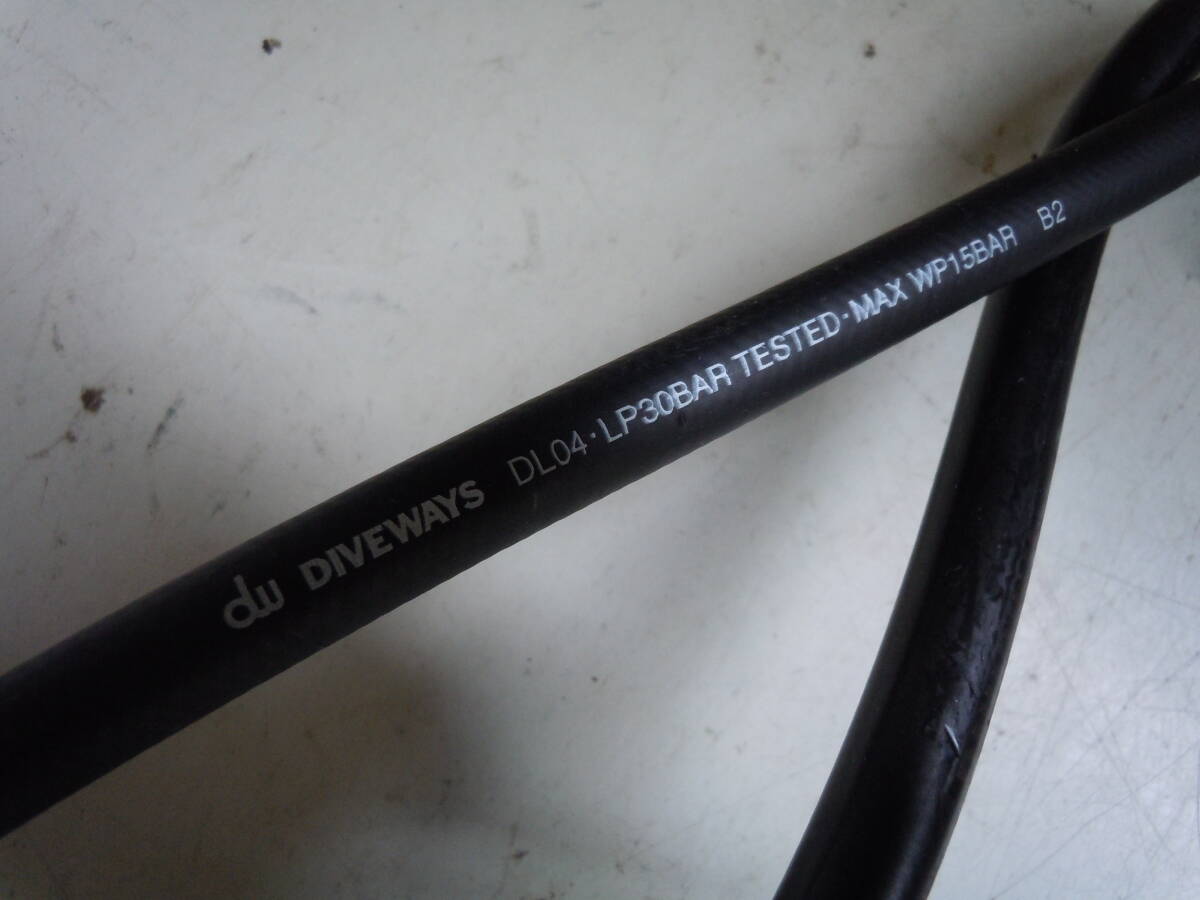 dw DIVEWAYS DL04·LP30BAR TESTED·MAX WP15BAR B2